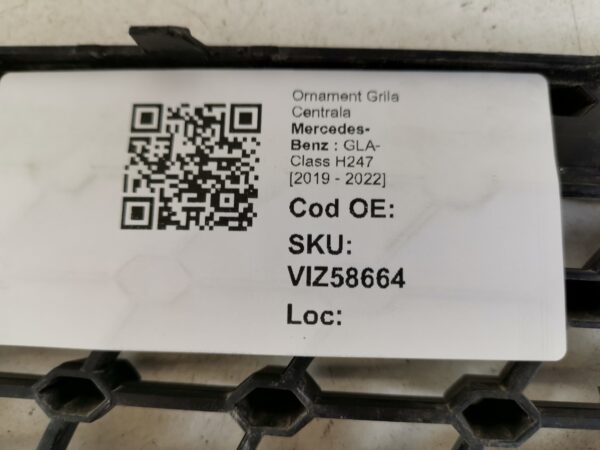 Ornament Grila
Centrala
Mercedes-
Benz : GLA-
Class H247
[2019 - 2022]
Cod OE:
SKU:
VIZ58664
Loc: